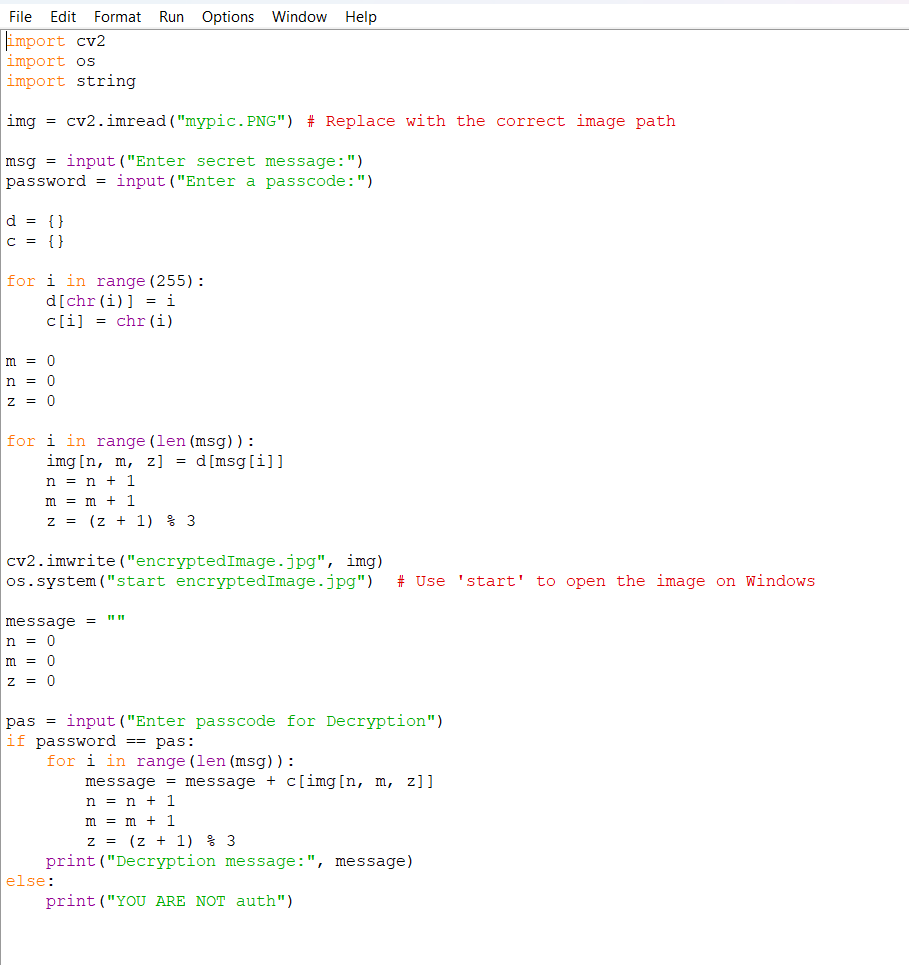 File Edit Format Run Options Window Help
import cv2
import os
import string

img = cv2.imread("mypic.PNG") # Replace with the correct image path

msg = input("Enter secret message:")
password = input("Enter a passcode:")

d = {}
c = {}

for i in range(255):
    d[chr(i)] = i
    c[i] = chr(i)

m = 0
n = 0
z = 0

for i in range(len(msg)):
    img[n, m, z] = d[msg[i]]
    n = n + 1
    m = m + 1
    z = (z + 1) % 3

cv2.imwrite("encryptedImage.jpg", img)
os.system("start encryptedImage.jpg")  # Use 'start' to open the image on Windows

message = ""
n = 0
m = 0
z = 0

pas = input("Enter passcode for Decryption")
if password == pas:
    for i in range(len(msg)):
        message = message + c[img[n, m, z]]
        n = n + 1
        m = m + 1
        z = (z + 1) % 3
    print("Decryption message:", message)
else:
    print("YOU ARE NOT auth")